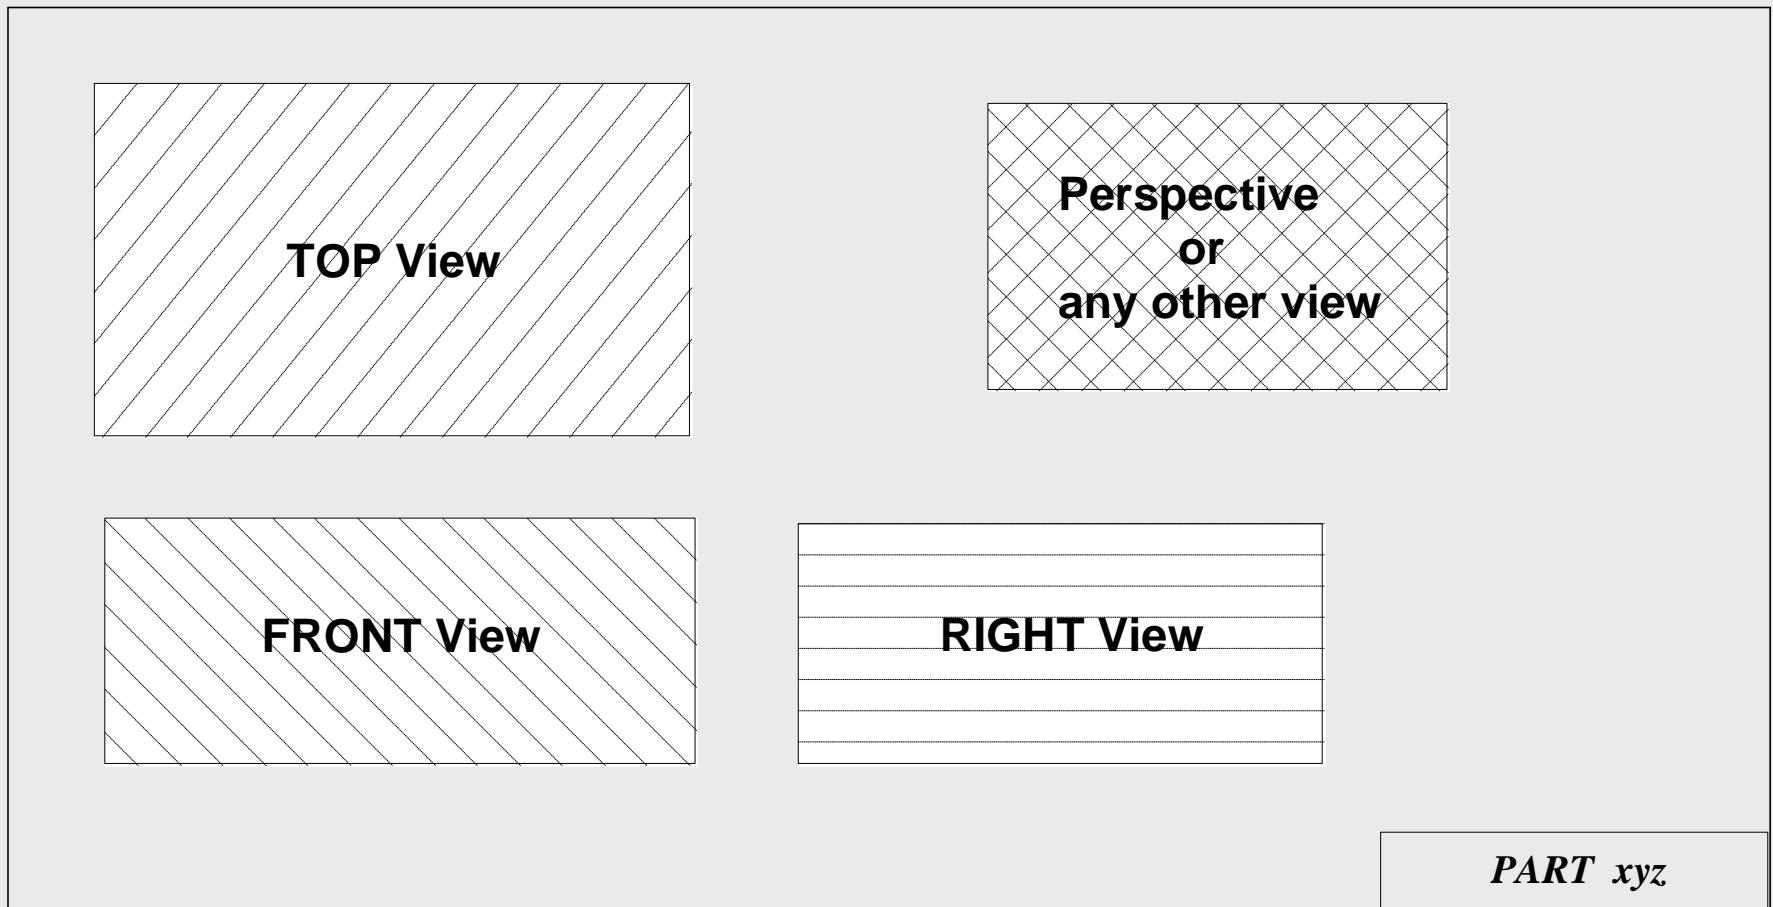 TOP View
Perspective
or
any other view
FRONT View
RIGHT View
PART xyz